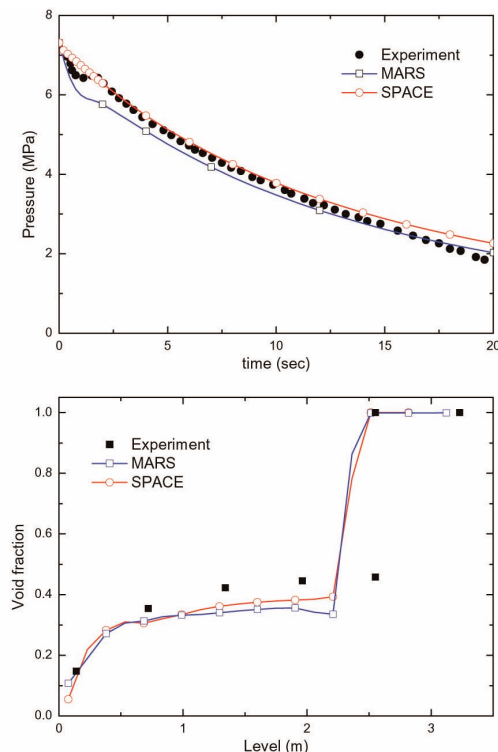 8
6
4
2
0
Pressure (MPa)
Experiment
MARS
SPACE
0
5
10
15
20
time (sec)
1.0
0.8
0.6
0.4
0.2
0.0
Void fraction
Experiment
MARS
SPACE
0
1
2
3
Level (m)